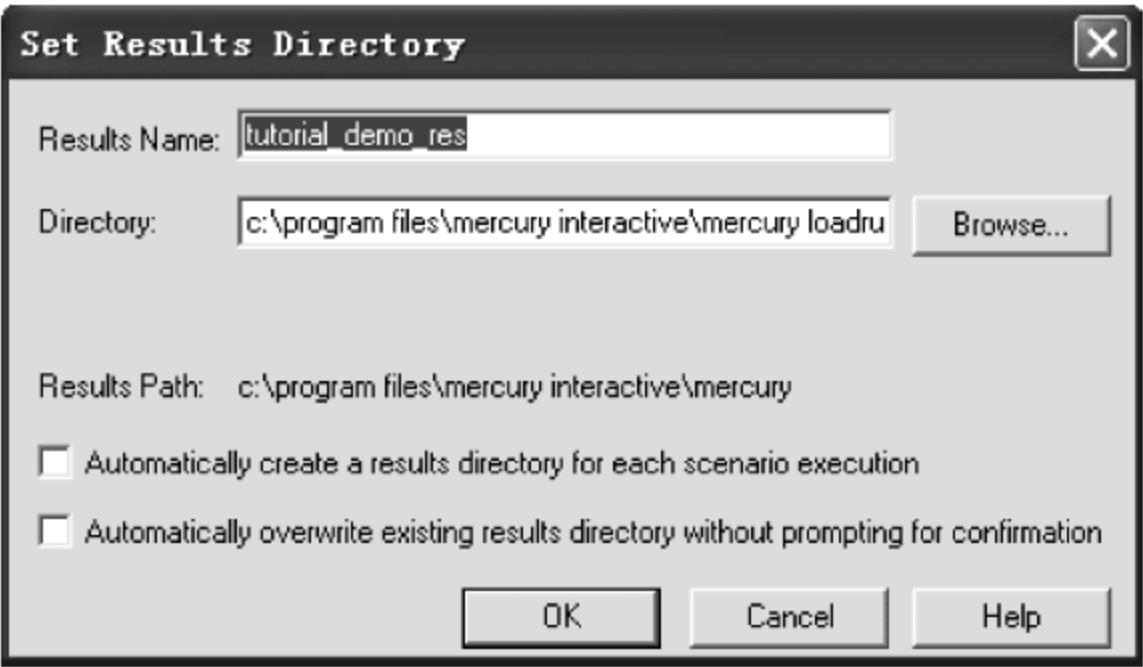 Set Results Directory
Results Name: tutorial_demo_res
Directory: c:\program files\mercury interactive\mercury loadru Browse...
Results Path: c:\program files\mercury interactive\mercury
Automatically create a results directory for each scenario execution
Automatically overwrite existing results directory without prompting for confirmation
OK Cancel Help